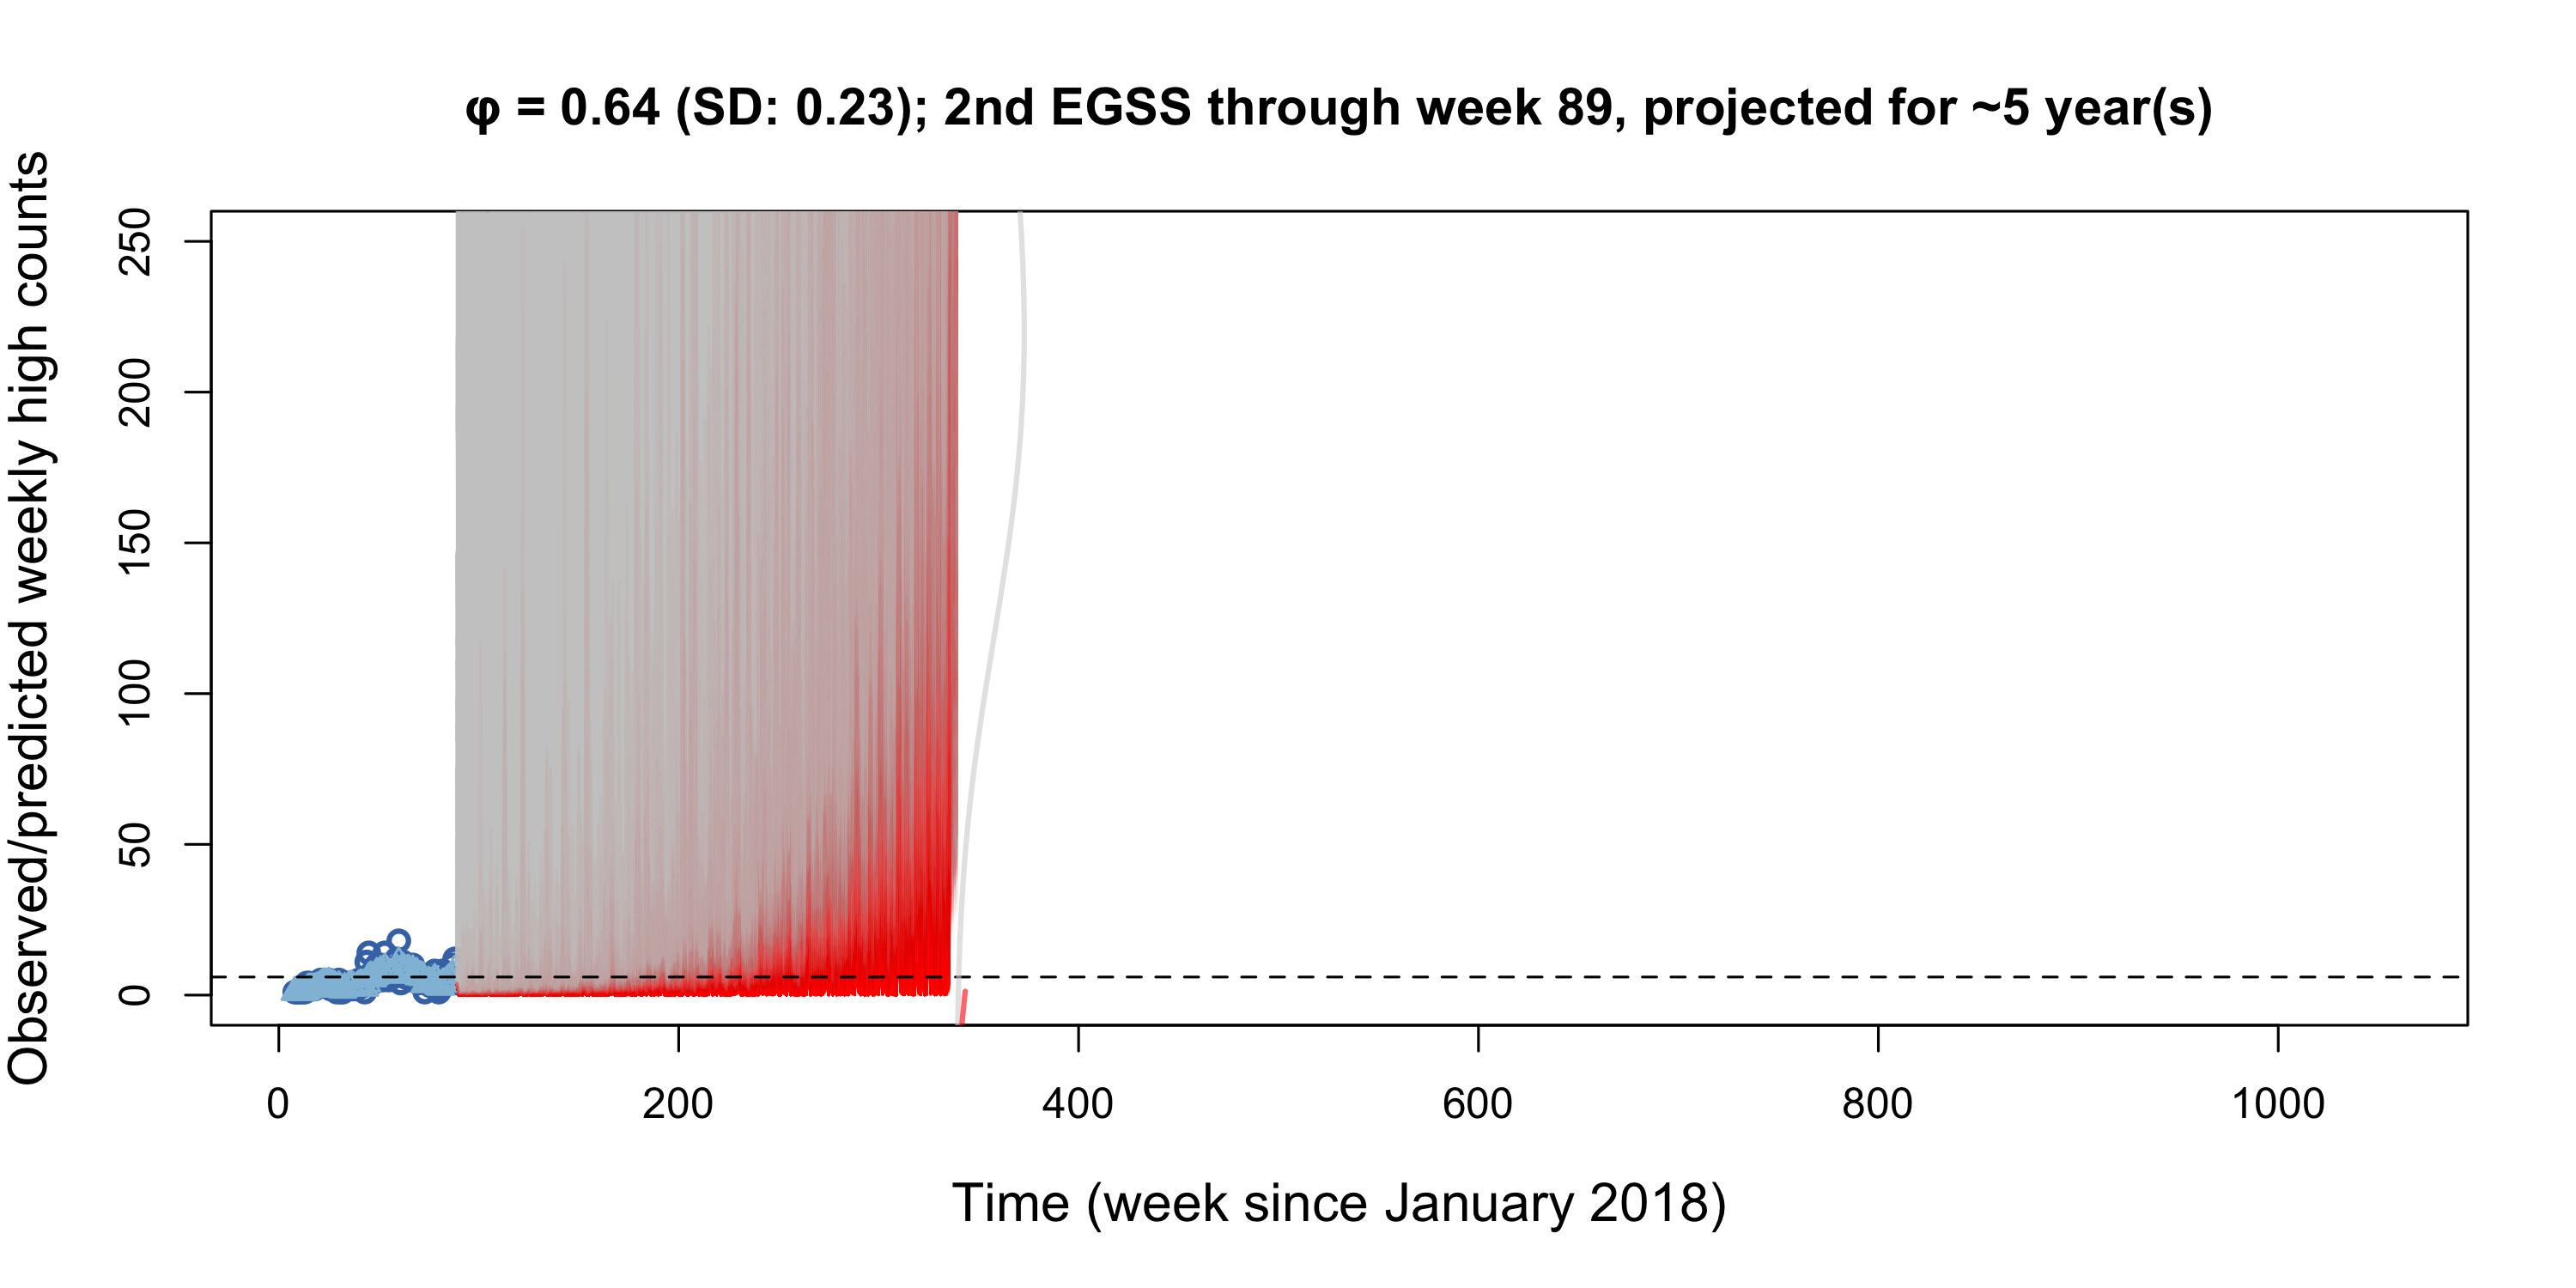 φ = 0.64 (SD: 0.23); 2nd EGSS through week 89, projected for ~5 year(s)
Observed/predicted weekly high counts
250
200
150
100
50
0
0 200 400 600 800 1000
Time (week since January 2018)